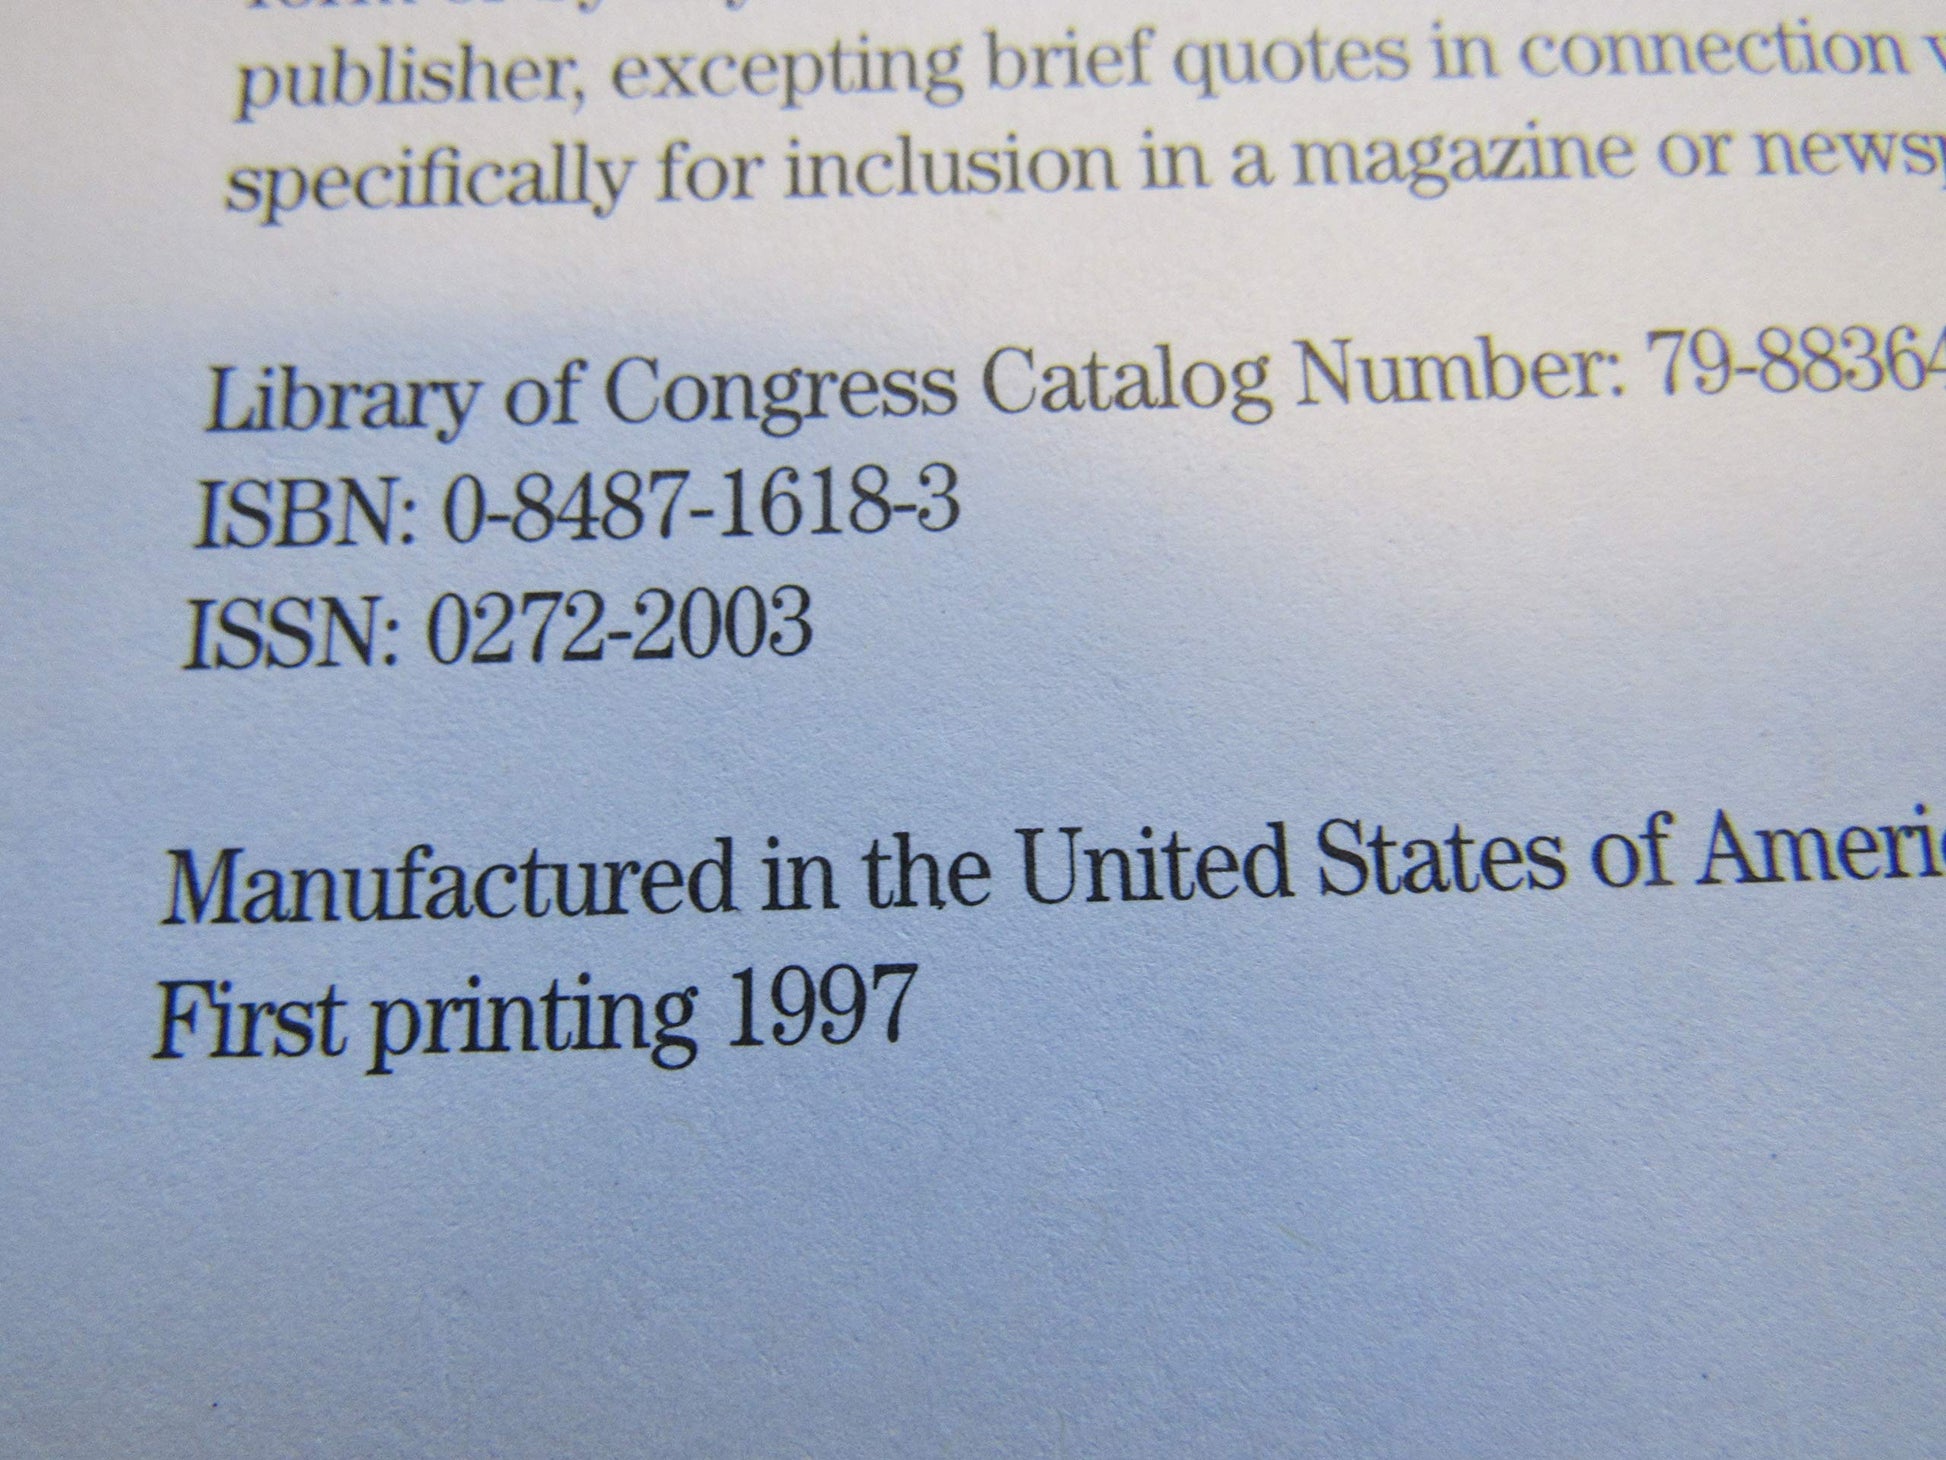 publisher, excepting brief quotes in connection
specifically for inclusion in a magazine or
Library of Congress Catalog Number: 79-88364
ISBN: 0-8487-1618-3
ISSN: 0272-2003
Manufactured in the United States of
First printing 1997